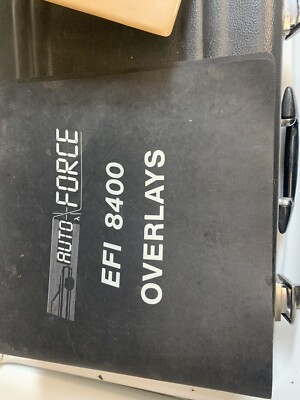 AUTO FORCE
EFI 8400
OVERLAYS